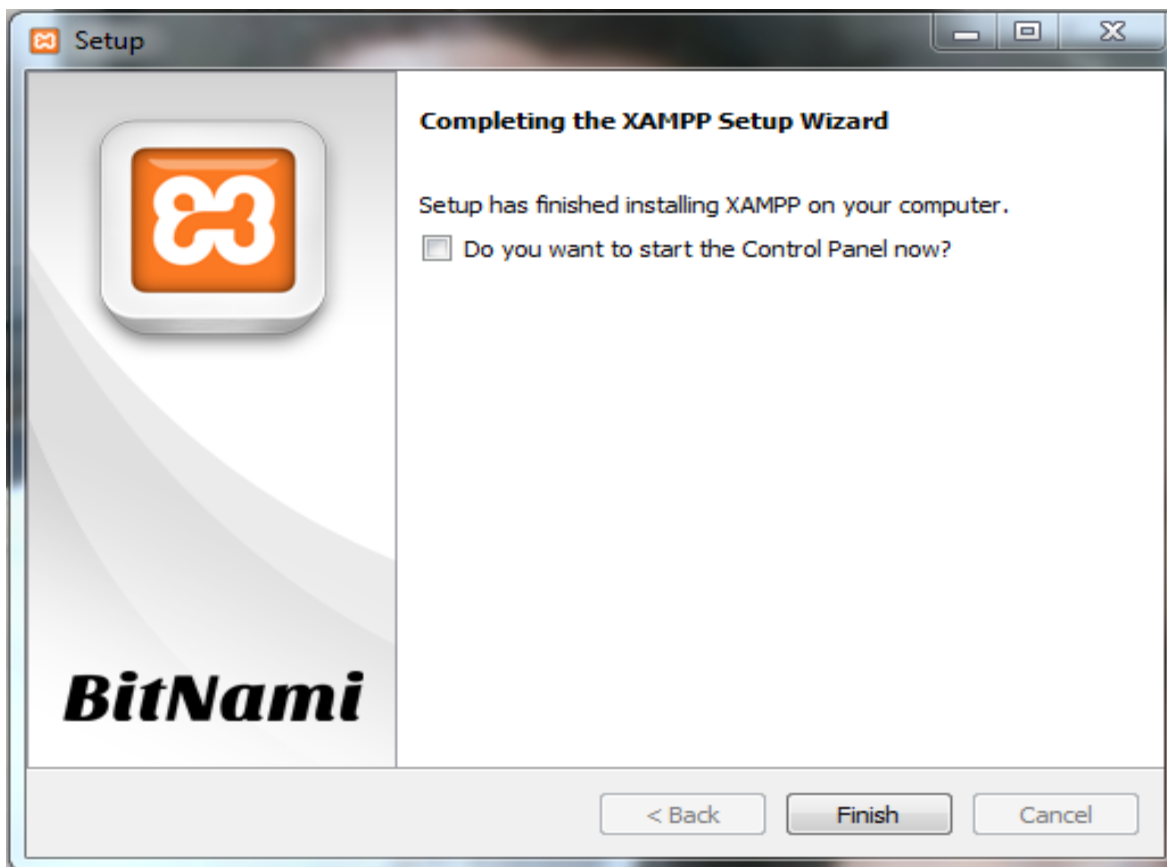 Setup
Completing the XAMPP Setup Wizard
Setup has finished installing XAMPP on your computer.
Do you want to start the Control Panel now?
BitNami
< Back
Finish
Cancel